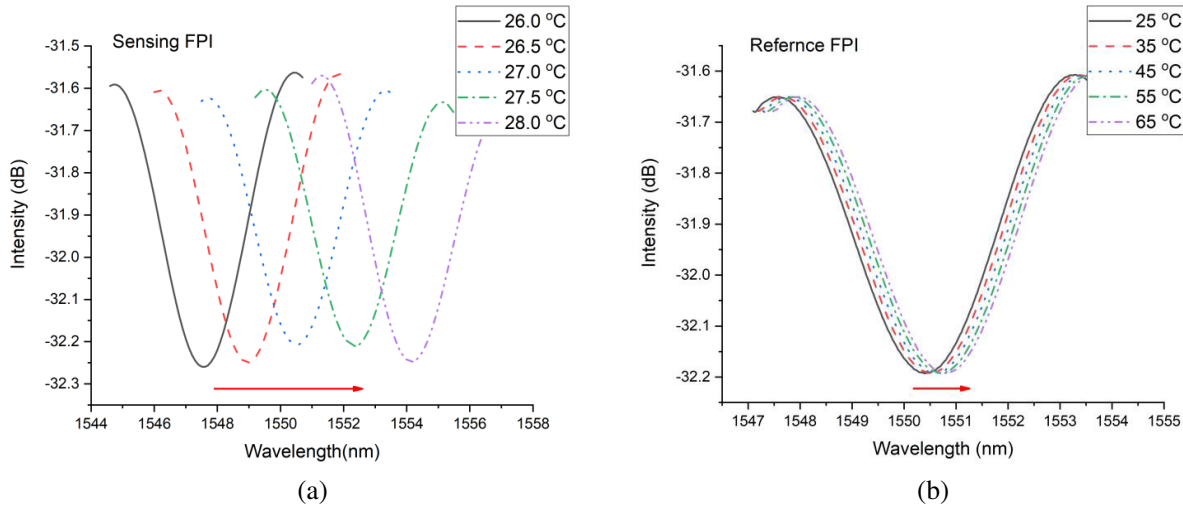 Sensing FPI
26.0 °C
26.5 °C
27.0 °C
27.5 °C
28.0 °C
-31.5
-31.6
-31.7
-31.8
-31.9
-32.0
-32.1
-32.2
-32.3
Intensity (dB)
1544 1546 1548 1550 1552 1554 1556 1558
Wavelength(nm)
(a)
Refernce FPI
25 °C
35 °C
45 °C
55 °C
65 °C
-31.6
-31.7
-31.8
-31.9
-32.0
-32.1
-32.2
Intensity (dB)
1547 1548 1549 1550 1551 1552 1553 1554 1555
Wavelength (nm)
(b)